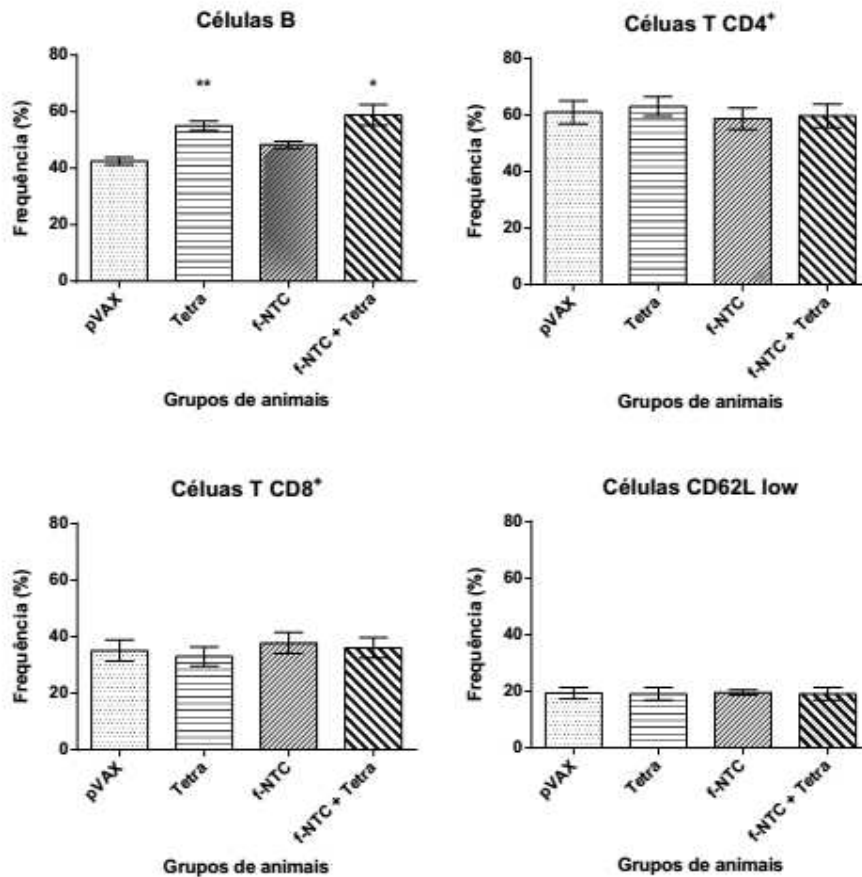 Células B
80
60
40
20
0
Frequência (%)
**
*
pVAX
Tetra
f-NTC
f-NTC + Tetra
Grupos de animais
Céluas T CD4⁺
80
60
40
20
0
Frequência (%)
pVAX
Tetra
f-NTC
f-NTC + Tetra
Grupos de animais
Céluas T CD8⁺
80
60
40
20
0
Frequência (%)
pVAX
Tetra
f-NTC
f-NTC + Tetra
Grupos de animais
Células CD62L low
80
60
40
20
0
Frequência (%)
pVAX
Tetra
f-NTC
f-NTC + Tetra
Grupos de animais